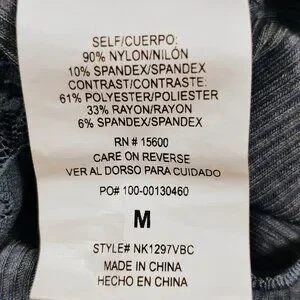 SELF/CUERPO:
90% NYLON/NILÓN
10% SPANDEX/SPANDEX
CONTRAST/CONTRASTE:
61% POLYESTER/POLIESTER
33% RAYON/RAYON
6% SPANDEX/SPANDEX
RN # 15600
CARE ON REVERSE
VER AL DORSO PARA CUIDADO
PO# 100-00130460
M
STYLE# NK1297VBC
MADE IN CHINA
HECHO EN CHINA